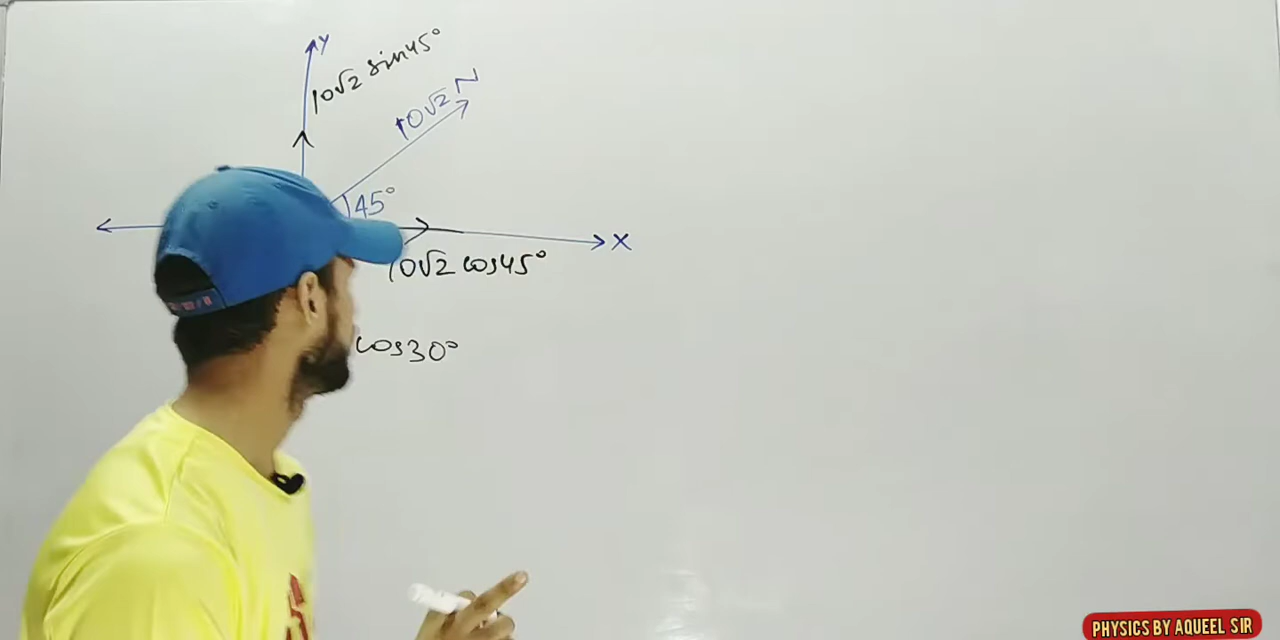 Y
10√2 sin45°
10√2 N
45°
X
10√2 cos45°
cos30°
PHYSICS BY AQUEEL SIR